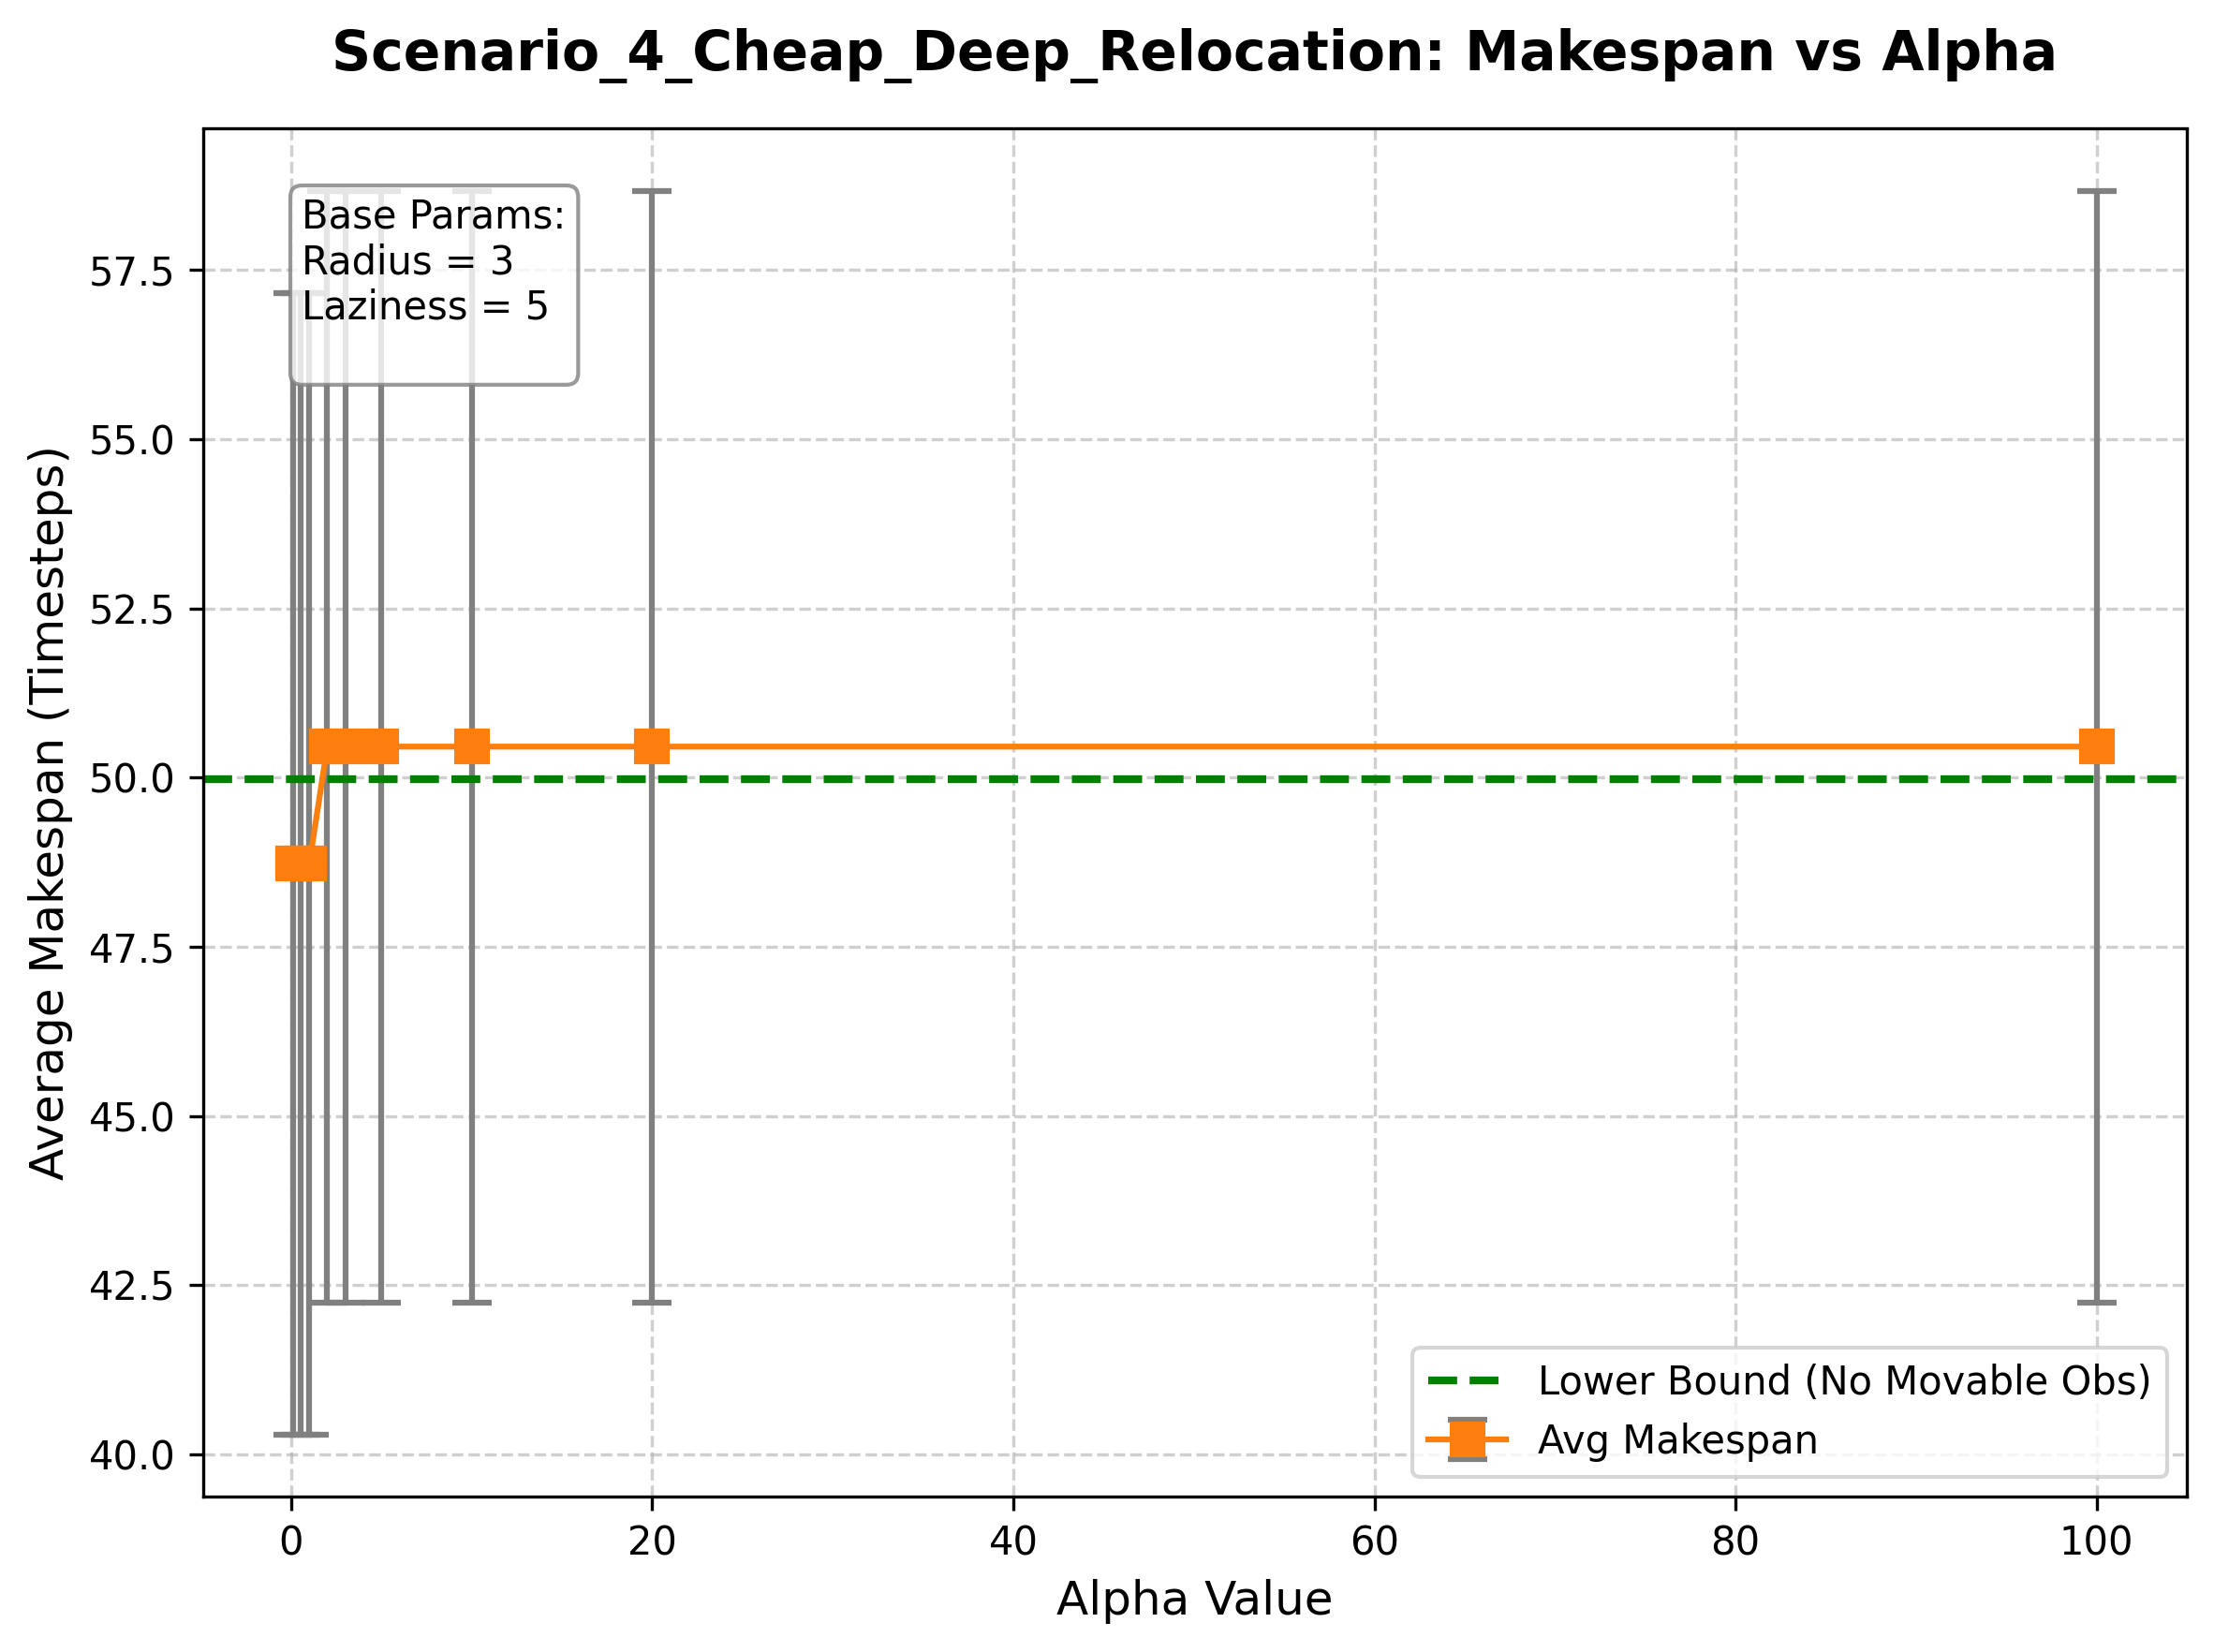 Scenario_4_Cheap_Deep_Relocation: Makespan vs Alpha
Base Params:
Radius = 3
Laziness = 5
Average Makespan (Timesteps)
57.5
55.0
52.5
50.0
47.5
45.0
42.5
40.0
Lower Bound (No Movable Obs)
Avg Makespan
0 20 40 60 80 100
Alpha Value